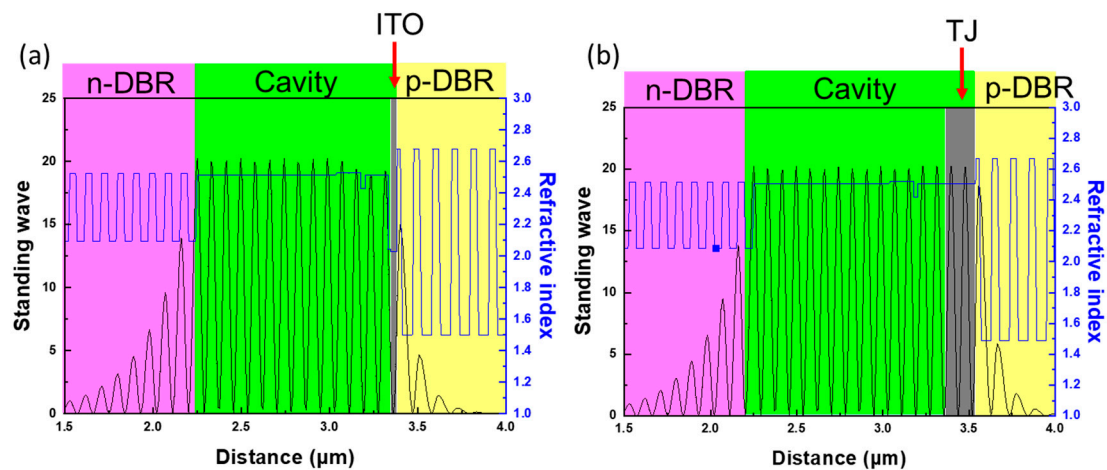 (a)
ITO
n-DBR
Cavity
p-DBR
Standing wave
25
20
15
10
5
0
3.0
2.8
2.6
2.4
2.2
2.0
1.8
1.6
1.4
1.2
1.0
Refractive index
1.5
2.0
2.5
3.0
3.5
4.0
Distance (µm)
(b)
TJ
n-DBR
Cavity
p-DBR
Standing wave
25
20
15
10
5
0
3.0
2.8
2.6
2.4
2.2
2.0
1.8
1.6
1.4
1.2
1.0
Refractive index
1.5
2.0
2.5
3.0
3.5
4.0
Distance (µm)